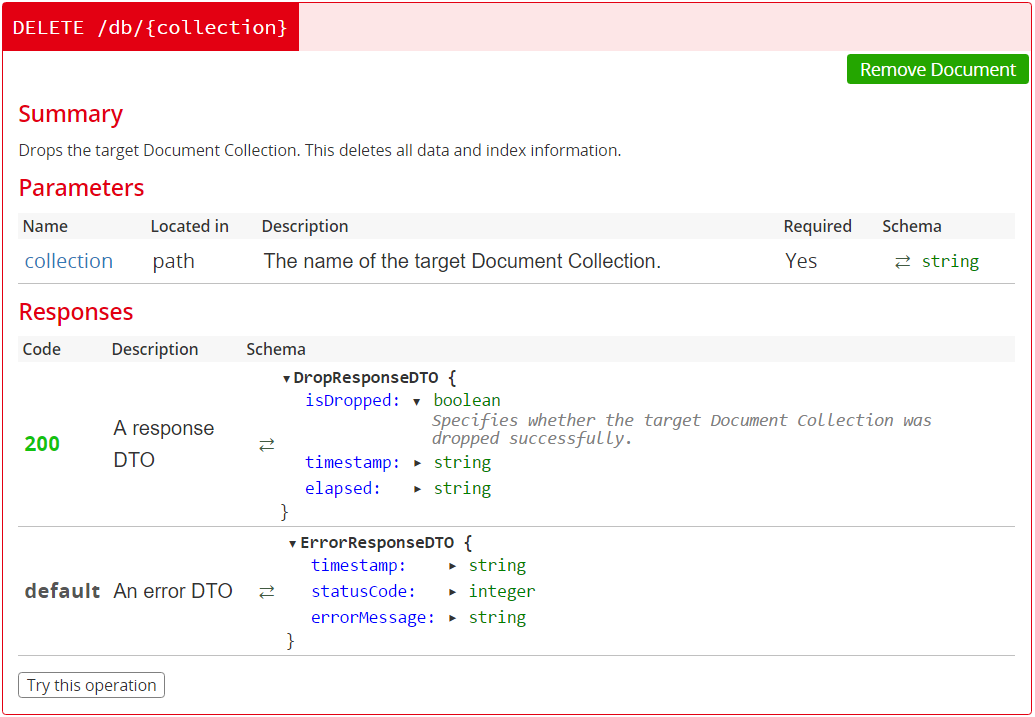 DELETE /db/{collection}
Remove Document
Summary
Drops the target Document Collection. This deletes all data and index information.
Parameters
Name Located in Description Required Schema
collection path The name of the target Document Collection. Yes ⇄ string
Responses
Code Description Schema
200 A response DTO ⇄ ▼DropResponseDTO {
isDropped: ▼ boolean
Specifies whether the target Document Collection was
dropped successfully.
timestamp: ► string
elapsed: ► string
}
default An error DTO ⇄ ▼ErrorResponseDTO {
timestamp: ► string
statusCode: ► integer
errorMessage: ► string
}
Try this operation